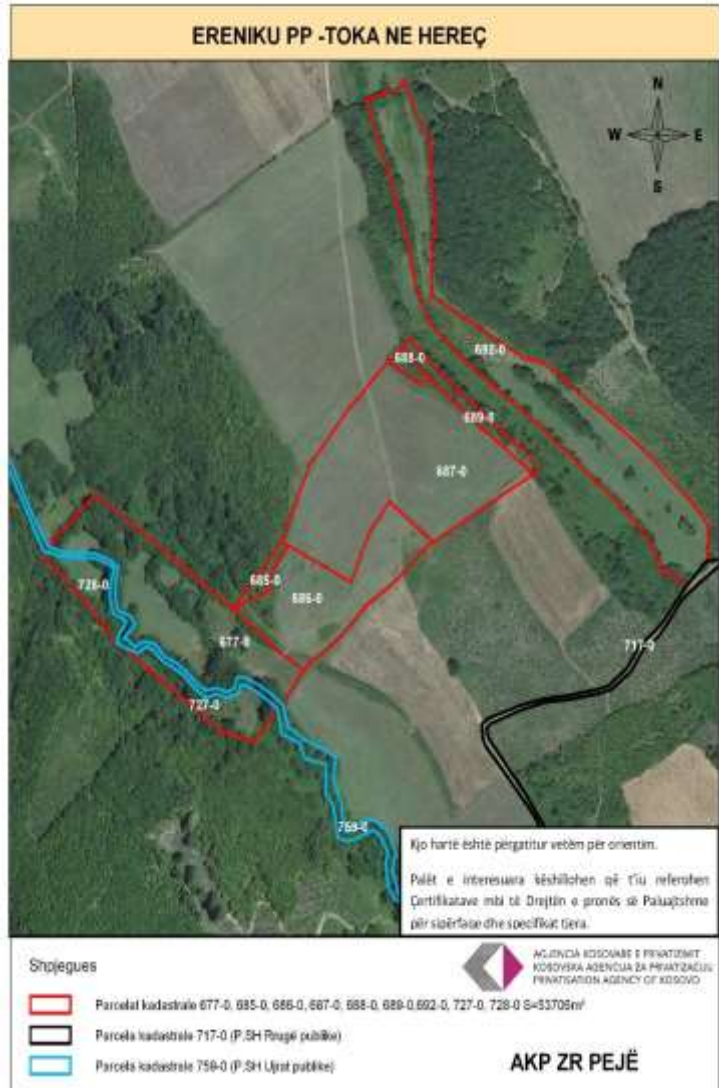 ERENIKU PP -TOKA NE HEREÇ
N
W E
S
688-0
692-0
689-0
687-0
685-0
686-0
728-0
677-0
727-0
717-0
759-0
Kjo hartë është përgatitur vetëm për orientim.
Palët e interesuara këshillohen që t'iu referohen
Çertifikatave mbi të Drejtën e pronës së Paluajtshme
për sipërfaqe dhe specifikat tjera.
Shpjegues
AGJENCIA KOSOVARE E PRIVATIZIMIT
KOSOVSKA AGENCIJA ZA PRIVATIZACIJU
PRIVATISATION AGENCY OF KOSOVO
Parcelat kadastrale 677-0, 685-0, 686-0, 687-0, 688-0, 689-0,692-0, 727-0, 728-0 S=53706m²
Parcela kadastrale 717-0 (P.SH Rrugë publike)
Parcela kadastrale 759-0 (P.SH Ujrat publike)
AKP ZR PEJË